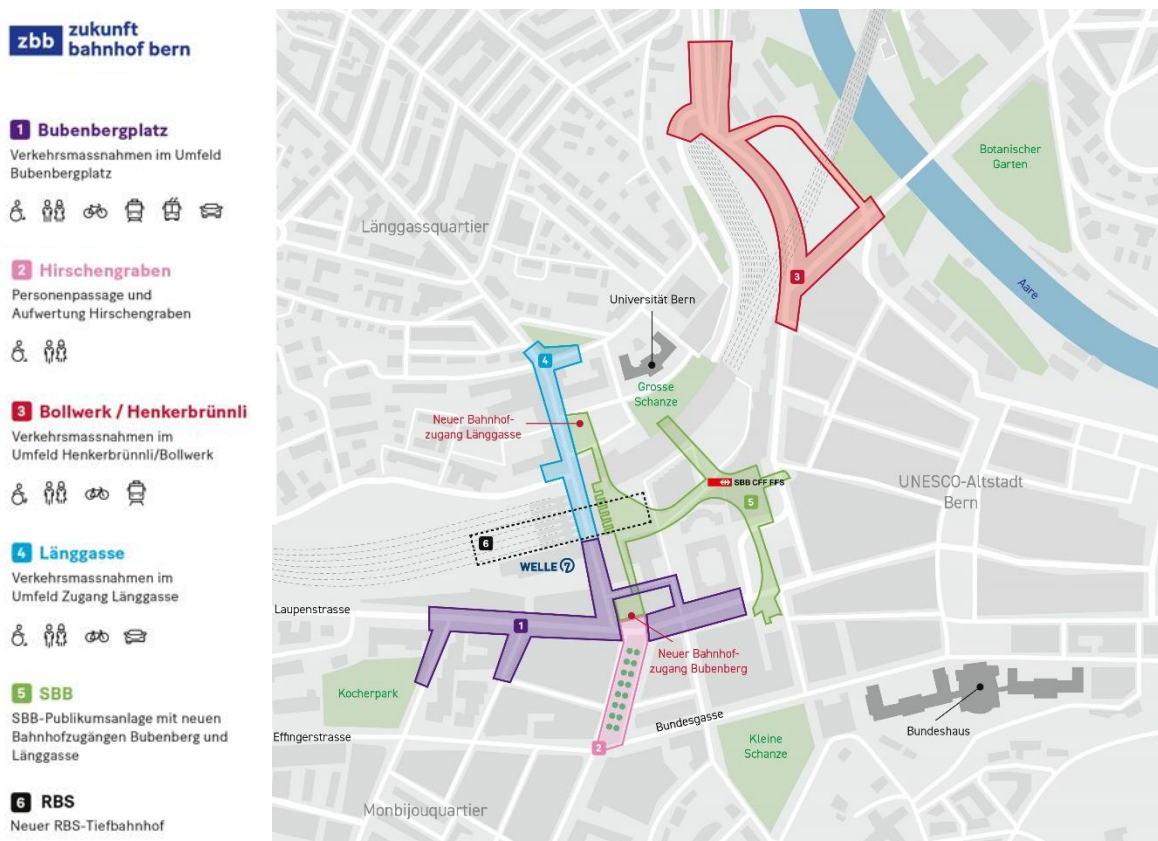 zbb zukunft
bahnhof bern
1 Bubenbergplatz
Verkehrsmassnahmen im Umfeld
Bubenbergplatz
2 Hirschengraben
Personenpassage und
Aufwertung Hirschengraben
3 Bollwerk / Henkerbrünnli
Verkehrsmassnahmen im
Umfeld Henkerbrünnli/Bollwerk
4 Länggasse
Verkehrsmassnahmen im
Umfeld Zugang Länggasse
5 SBB
SBB-Publikumsanlage mit neuen
Bahnhofzugängen Bubenberg und
Länggasse
6 RBS
Neuer RBS-Tiefbahnhof
Botanischer
Garten
Länggassquartier
3
Aare
Universität Bern
4
Grosse
Schanze
Neuer Bahnhof-
zugang Länggasse
SBB CFF FFS
5
UNESCO-Altstadt
Bern
6
WELLE 7
Laupenstrasse
1
Neuer Bahnhof-
zugang Bubenberg
Kocherpark
Bundesgasse
Effingerstrasse
2
Kleine
Schanze
Bundeshaus
Monbijouquartier